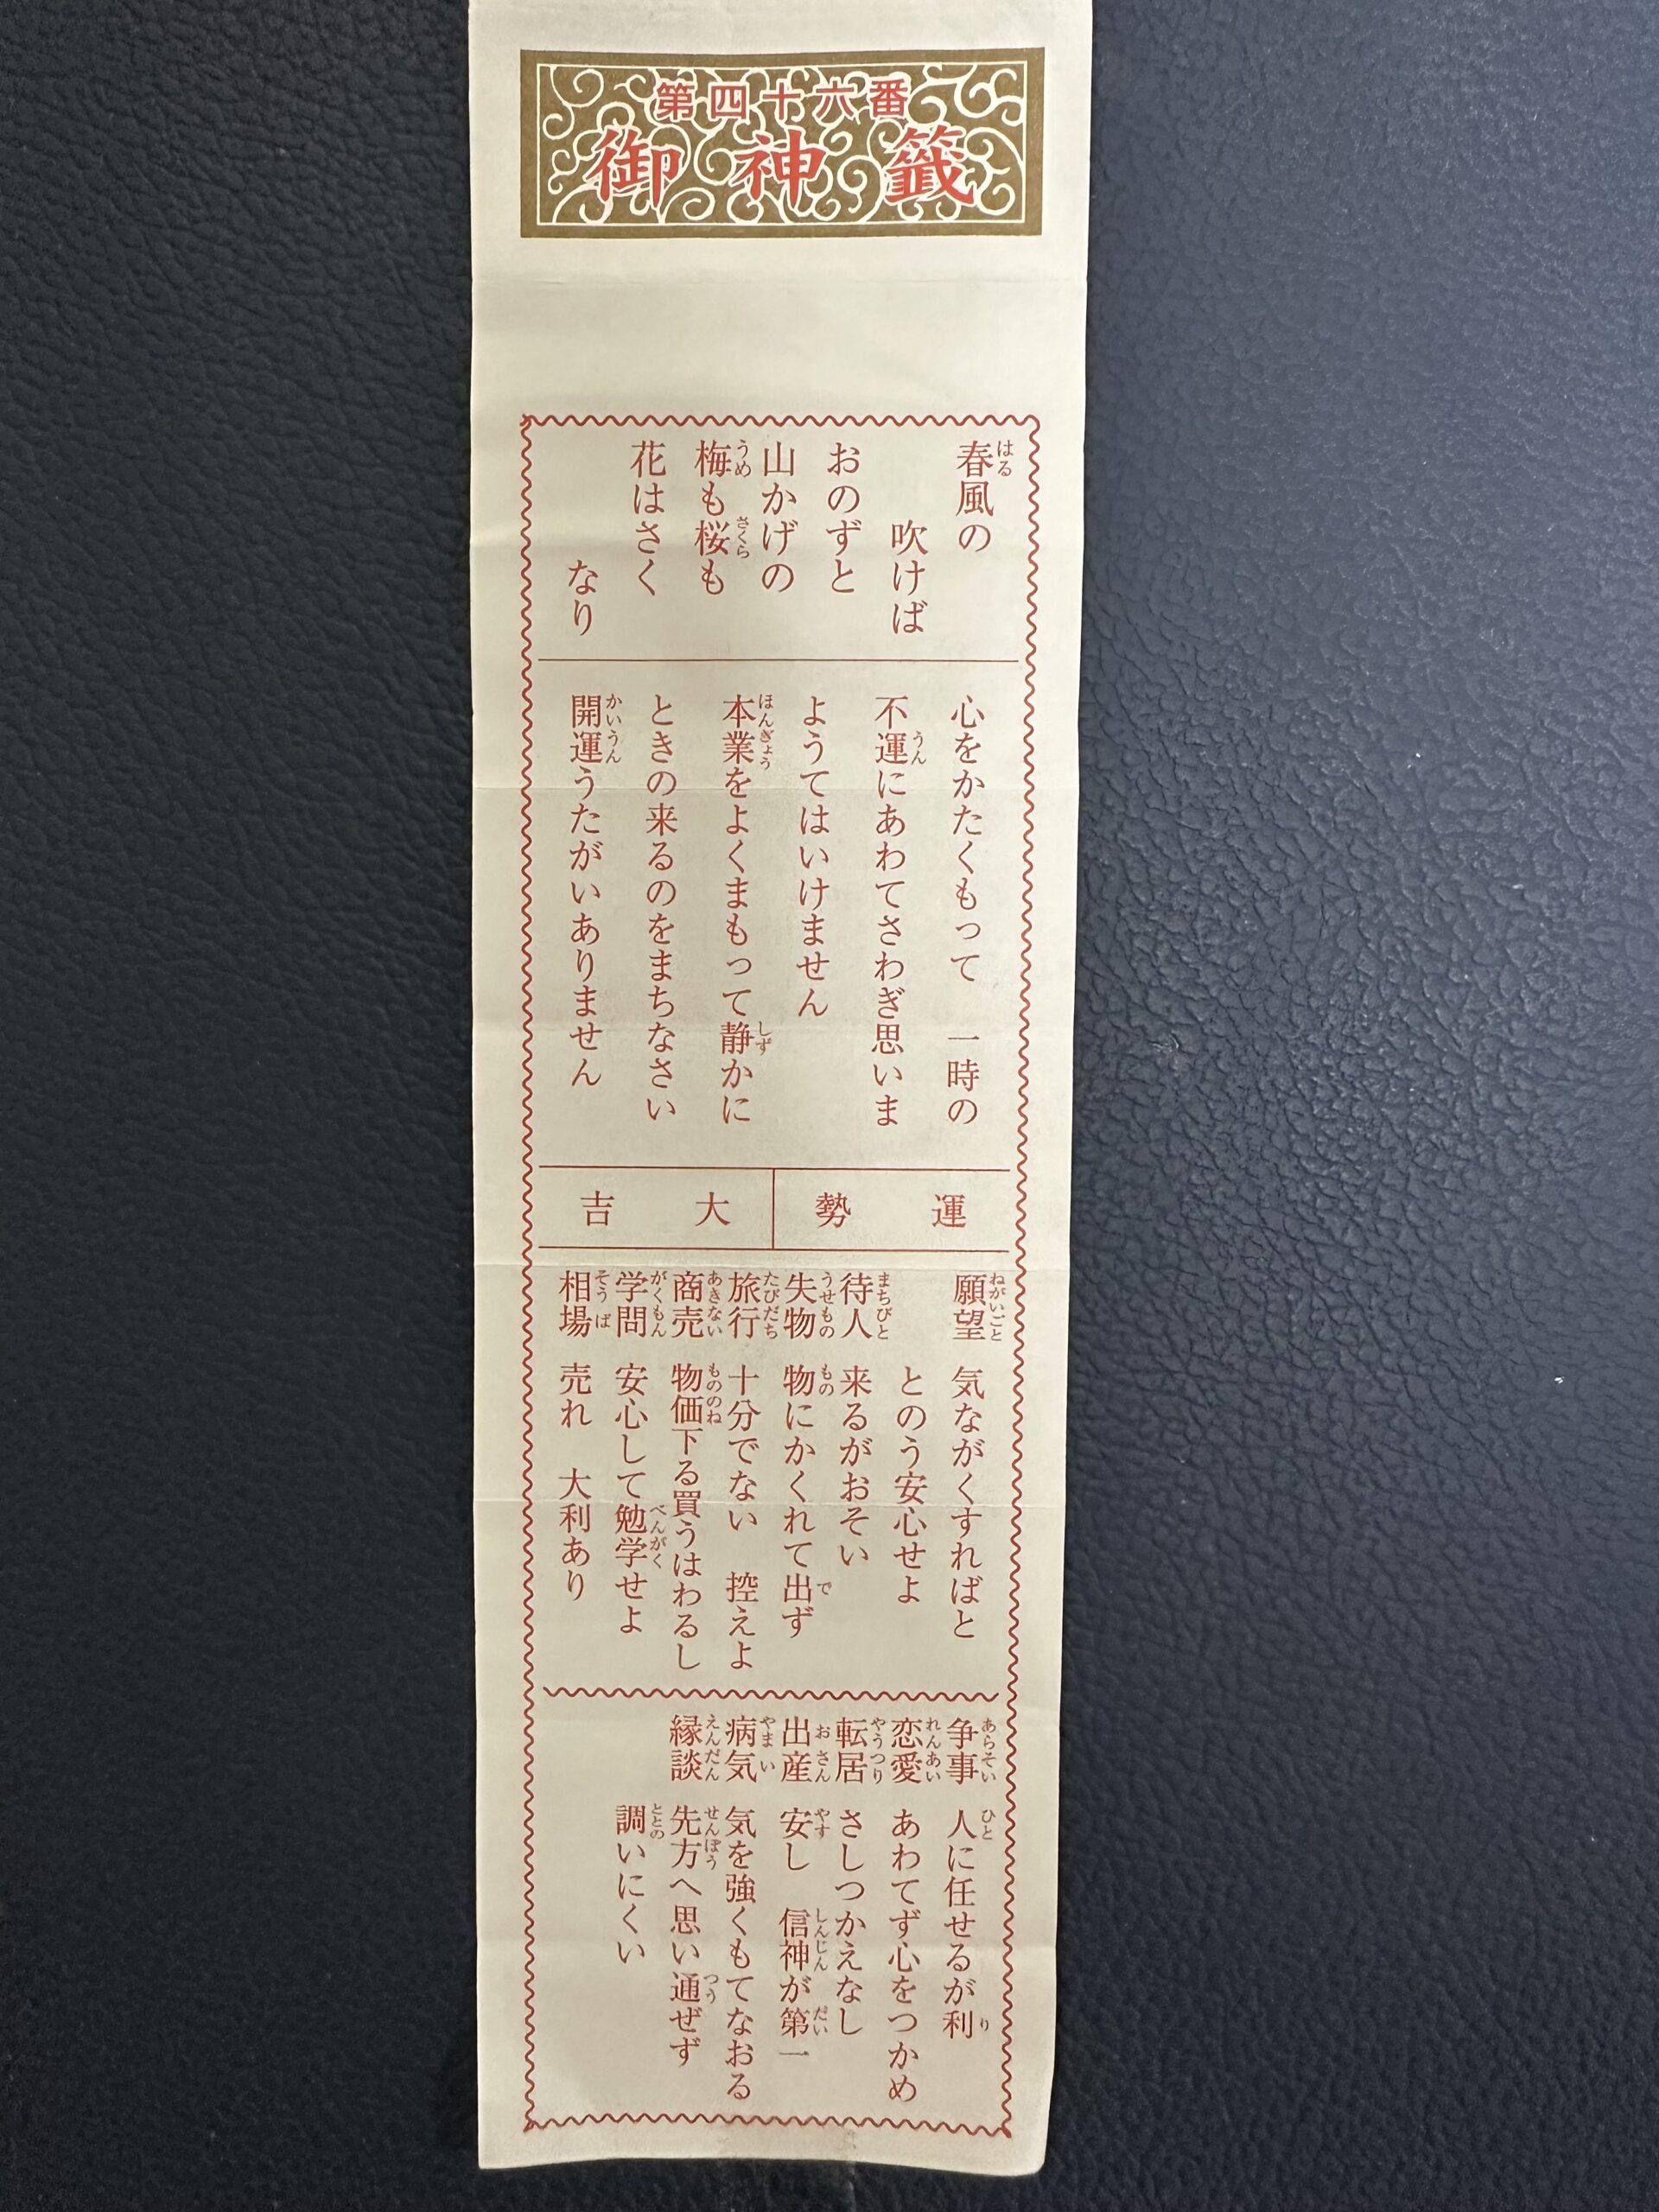 第四十六番
御神籤
春風の
吹けば
おのずと
山かげの
梅も桜も
花はさく
なり
心をかたくもって　一時の
不運にあわてさわぎ思いま
ようてはいけません
本業をよくまもって静かに
ときの来るのをまちなさい
開運うたがいありません
運勢　大吉
願望　気ながくすればと
とのう安心せよ
待人　来るがおそい
失物　物にかくれて出ず
旅行　十分でない　控えよ
商売　物価下る買うはわるし
学問　安心して勉学せよ
相場　売れ　大利あり
争事　人に任せるが利
恋愛　あわてず心をつかめ
転居　さしつかえなし
出産　安し　信神が第一
病気　気を強くもてなおる
縁談　先方へ思い通ぜず
調いにくい